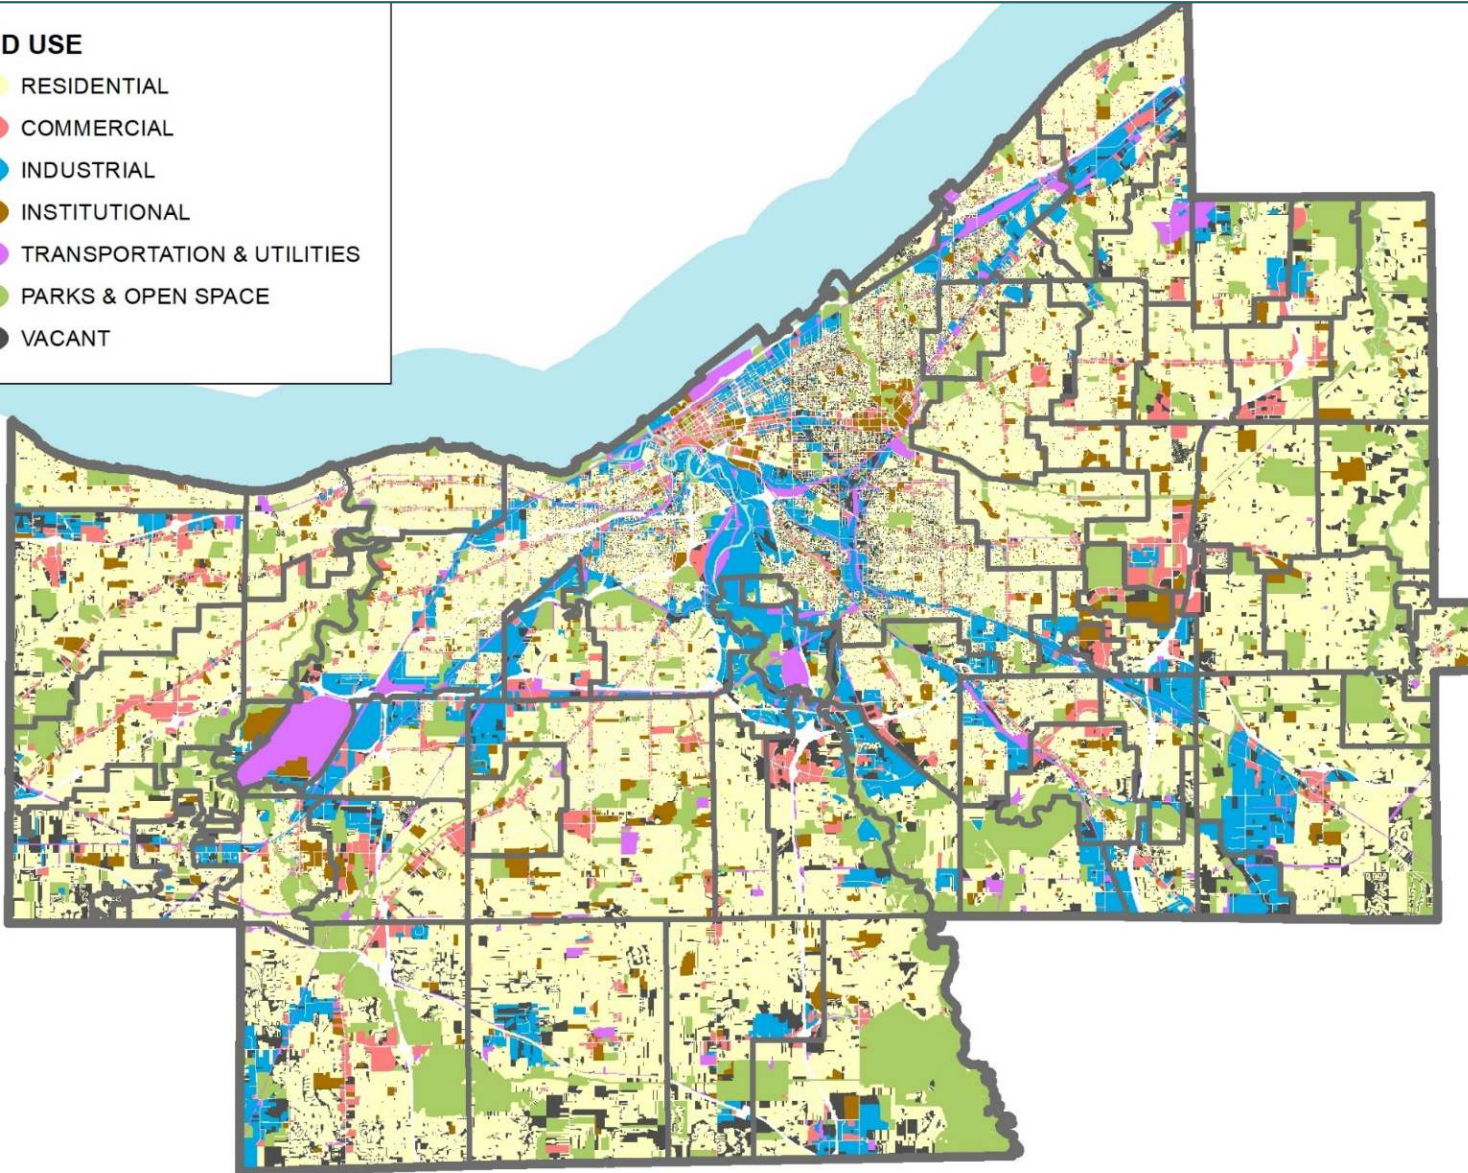 D USE
RESIDENTIAL
COMMERCIAL
INDUSTRIAL
INSTITUTIONAL
TRANSPORTATION & UTILITIES
PARKS & OPEN SPACE
VACANT